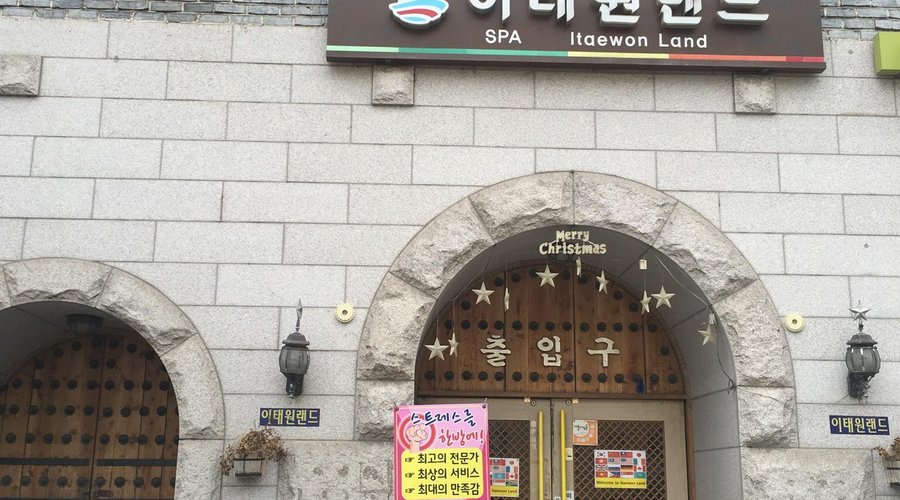 이태원랜드
SPA Itaewon Land
Merry
Christmas
출입구
이태원랜드
이태원랜드
스트레스를
한방에!
☞ 최고의 전문가
☞ 최상의 서비스
☞ 최대의 만족감
Welcome to Itaewon Land